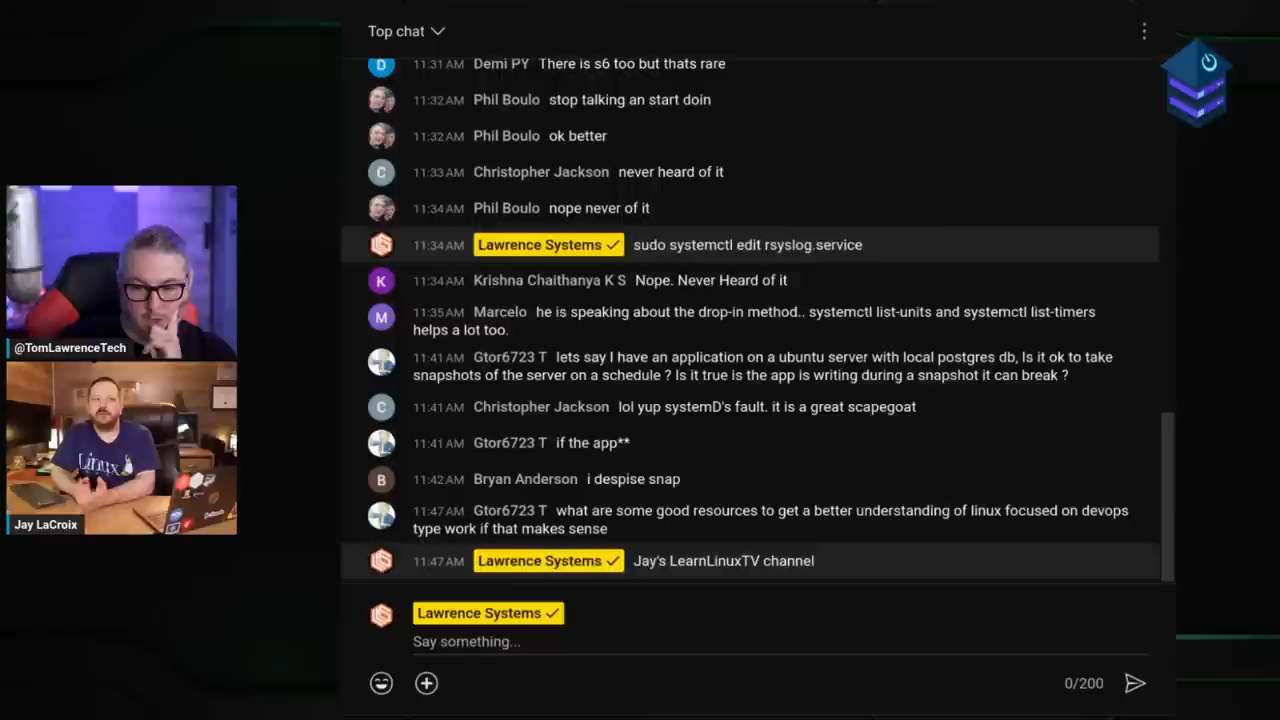 Top chat
D 11:31 AM Demi PY There is s6 too but thats rare
11:32 AM Phil Boulo stop talking an start doin
11:32 AM Phil Boulo ok better
C 11:33 AM Christopher Jackson never heard of it
11:34 AM Phil Boulo nope never of it
11:34 AM Lawrence Systems sudo systemctl edit rsyslog.service
K 11:34 AM Krishna Chaithanya K S Nope. Never Heard of it
M 11:35 AM Marcelo he is speaking about the drop-in method.. systemctl list-units and systemctl list-timers
helps a lot too.
11:41 AM Gtor6723 T lets say I have an application on a ubuntu server with local postgres db, Is it ok to take
snapshots of the server on a schedule ? Is it true is the app is writing during a snapshot it can break ?
C 11:41 AM Christopher Jackson lol yup systemD's fault. it is a great scapegoat
11:41 AM Gtor6723 T if the app**
B 11:42 AM Bryan Anderson i despise snap
11:47 AM Gtor6723 T what are some good resources to get a better understanding of linux focused on devops
type work if that makes sense
11:47 AM Lawrence Systems Jay's LearnLinuxTV channel
Lawrence Systems
Say something...
0/200
@TomLawrenceTech
Linux
Jay LaCroix